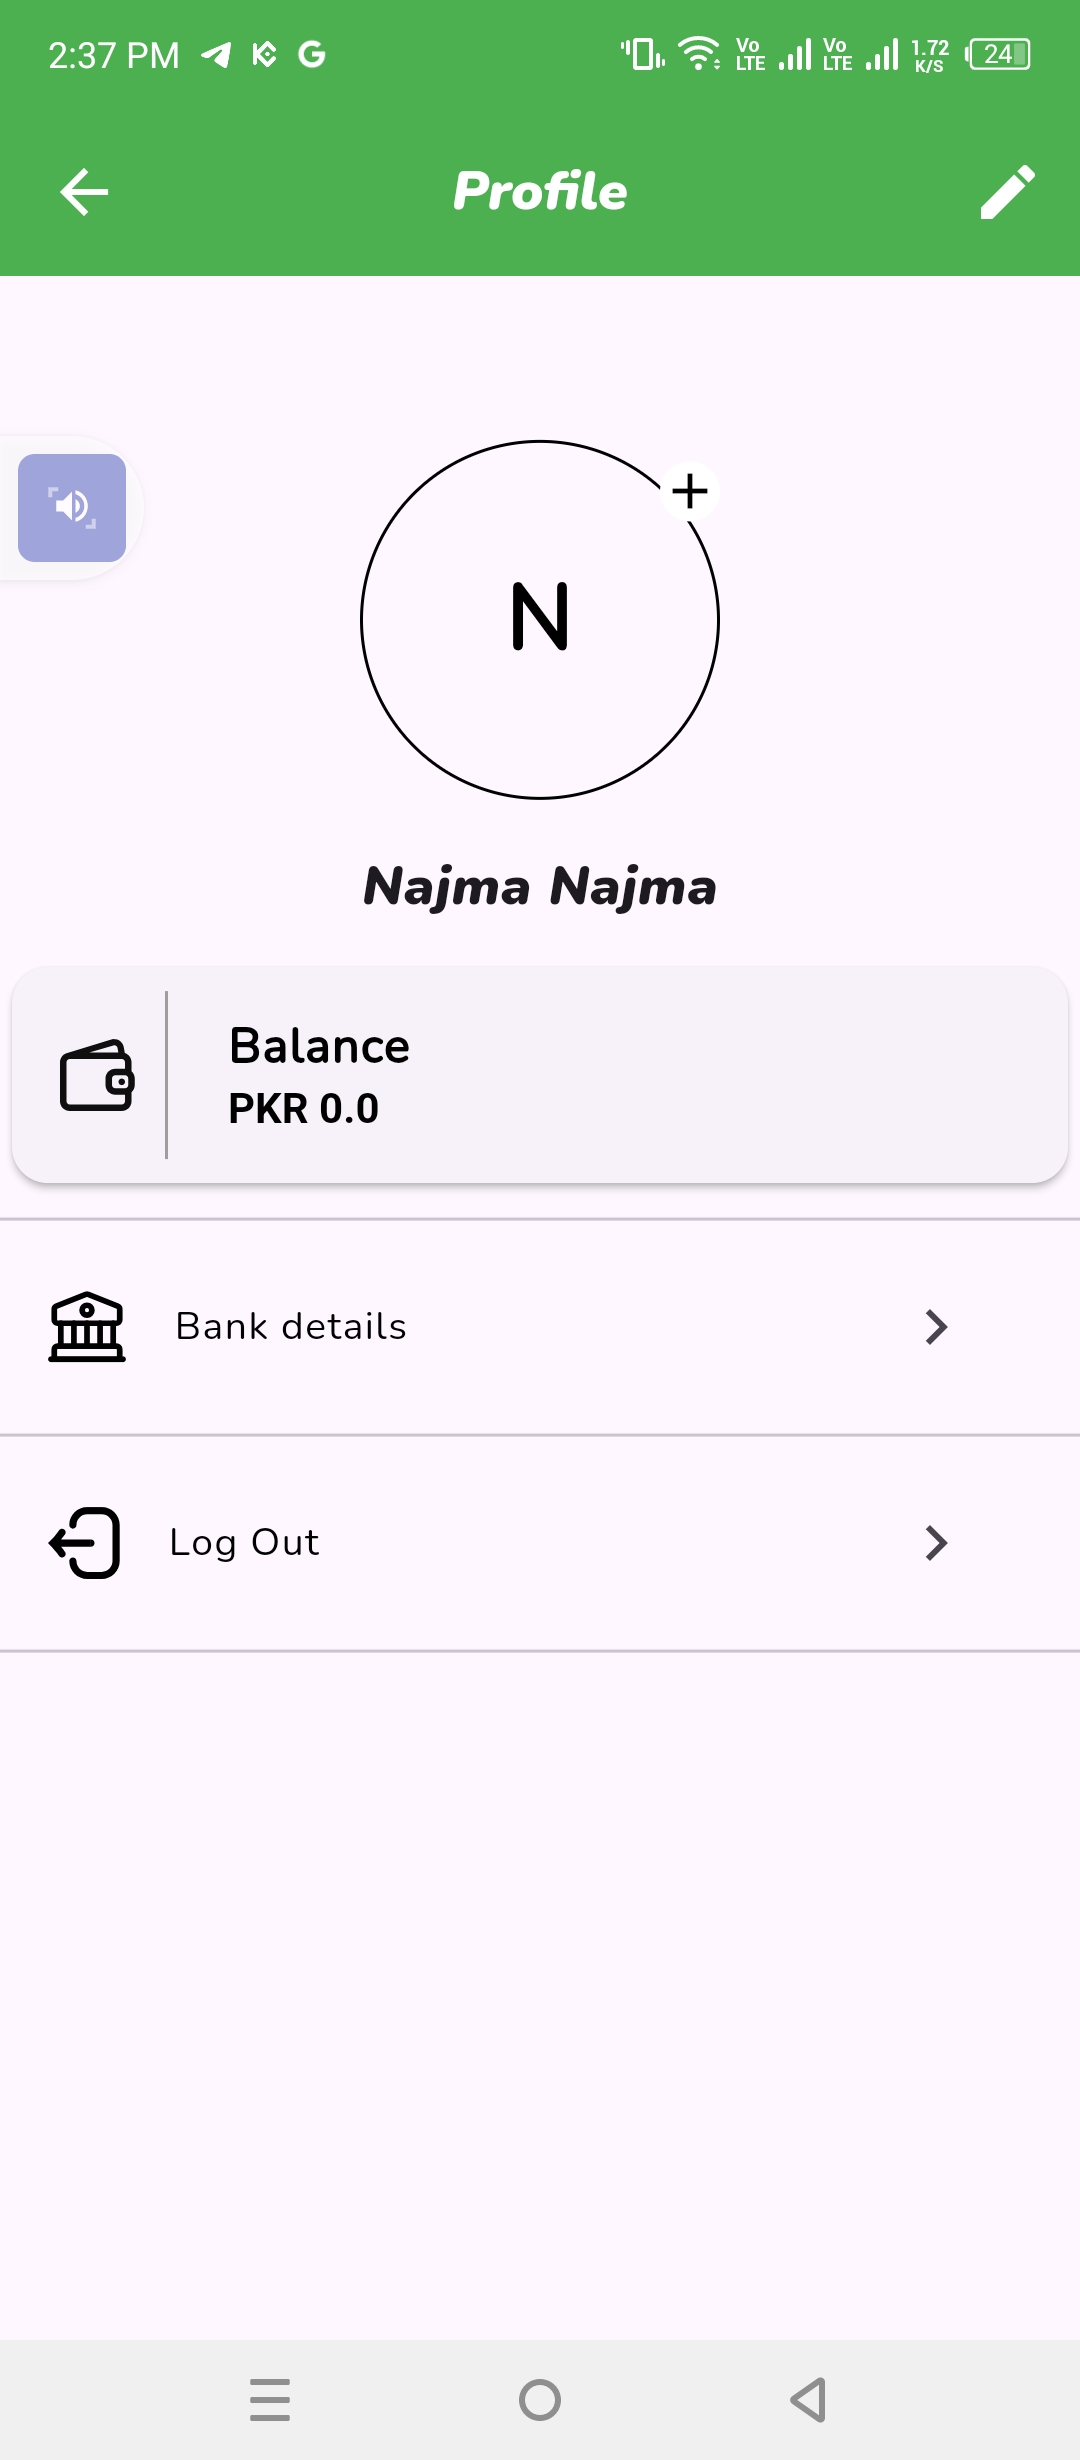 2:37 PM Vo LTE Vo LTE 1.72 K/S 24
Profile
N
Najma Najma
Balance
PKR 0.0
Bank details
Log Out